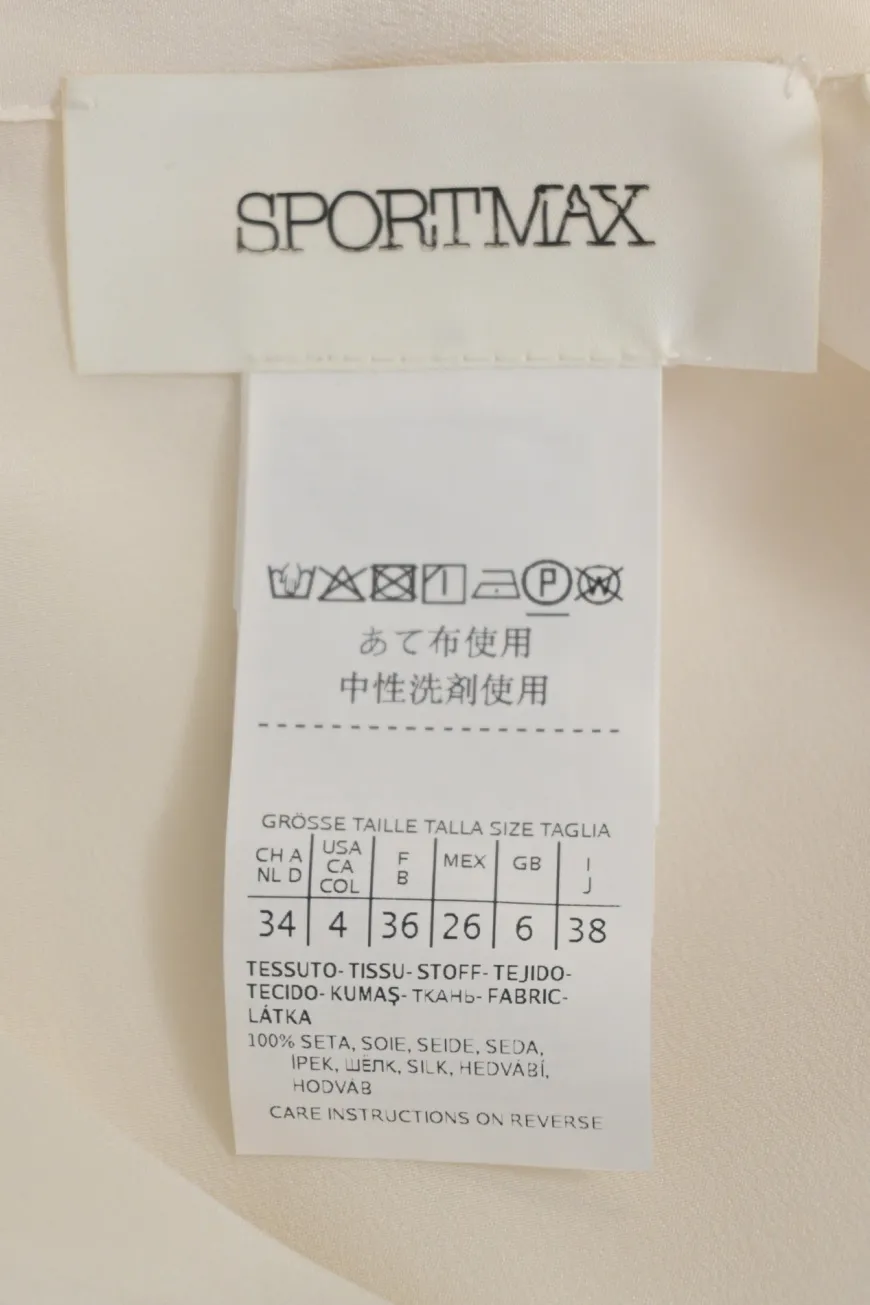 SPORTMAX
P W
あて布使用
中性洗剤使用
GRÖSSE TAILLE TALLA SIZE TAGLIA
CH A NL D USA CA COL F B MEX GB I J
34 4 36 26 6 38
TESSUTO-TISSU-STOFF-TEJIDO-
TECIDO-KUMAŞ-ТКАНЬ-FABRIC-
LÁTKA
100% SETA, SOIE, SEIDE, SEDA,
İPEK, ШЁЛК, SILK, HEDVÁBÍ,
HODVÁB
CARE INSTRUCTIONS ON REVERSE